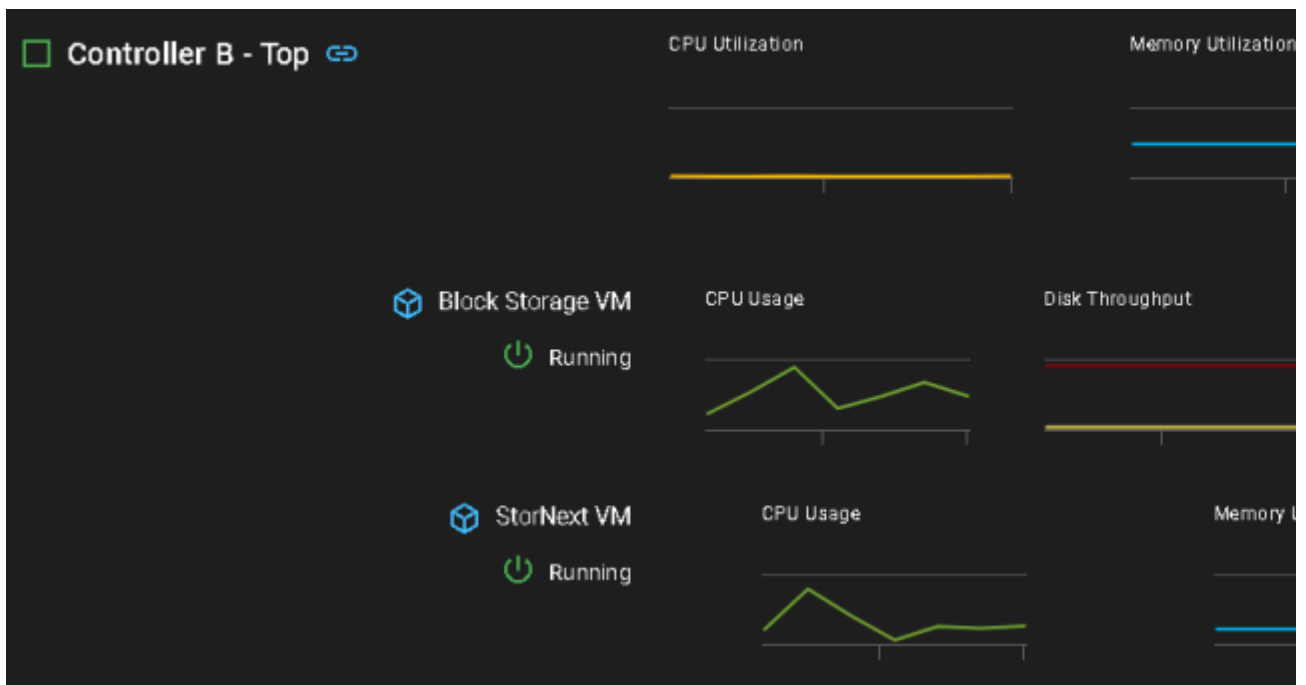 Controller B - Top
CPU Utilization
Memory Utilization
Block Storage VM
Running
CPU Usage
Disk Throughput
StorNext VM
Running
CPU Usage
Memory